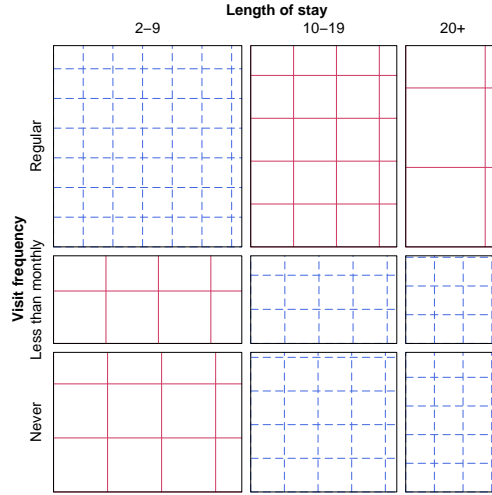 Length of stay
2–9 10–19 20+
Visit frequency
Regular
Less than monthly
Never